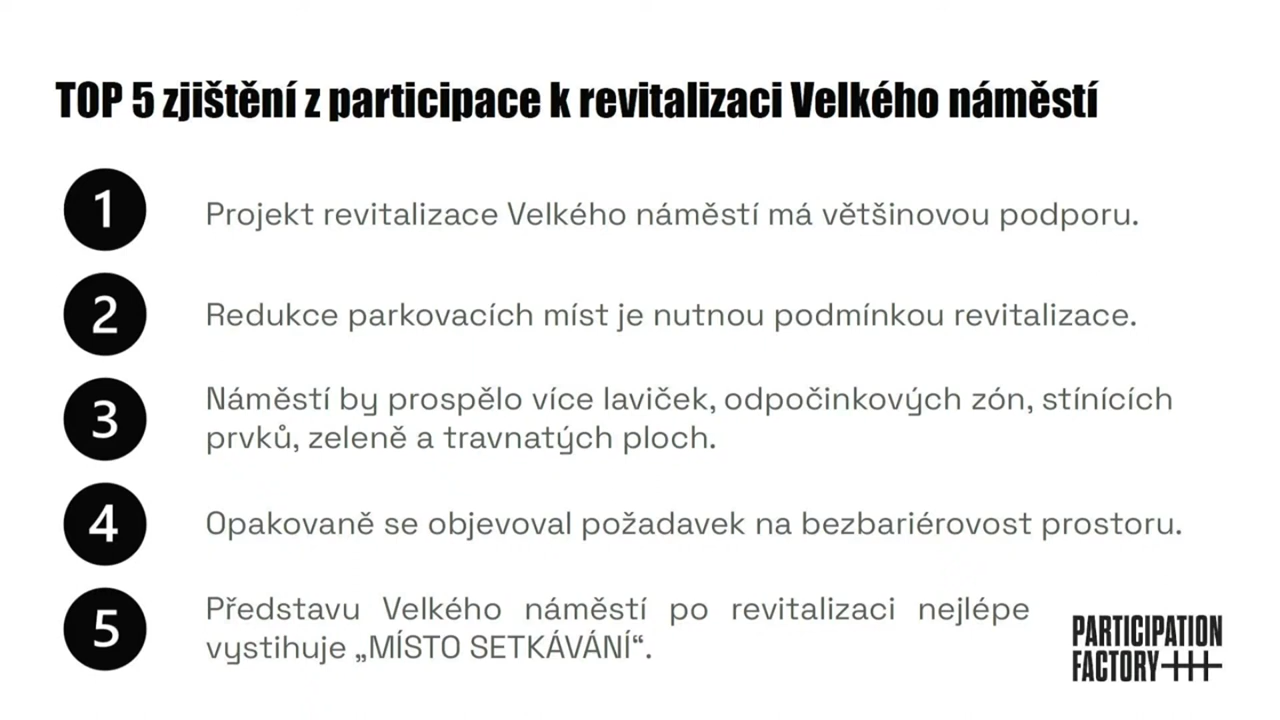 TOP 5 zjištění z participace k revitalizaci Velkého náměstí
1
Projekt revitalizace Velkého náměstí má většinovou podporu.
2
Redukce parkovacích míst je nutnou podmínkou revitalizace.
3
Náměstí by prospělo více laviček, odpočinkových zón, stínících
prvků, zeleně a travnatých ploch.
4
Opakovaně se objevoval požadavek na bezbariérovost prostoru.
5
Představu Velkého náměstí po revitalizaci nejlépe
vystihuje „MÍSTO SETKÁVÁNÍ“.
PARTICIPATION
FACTORY